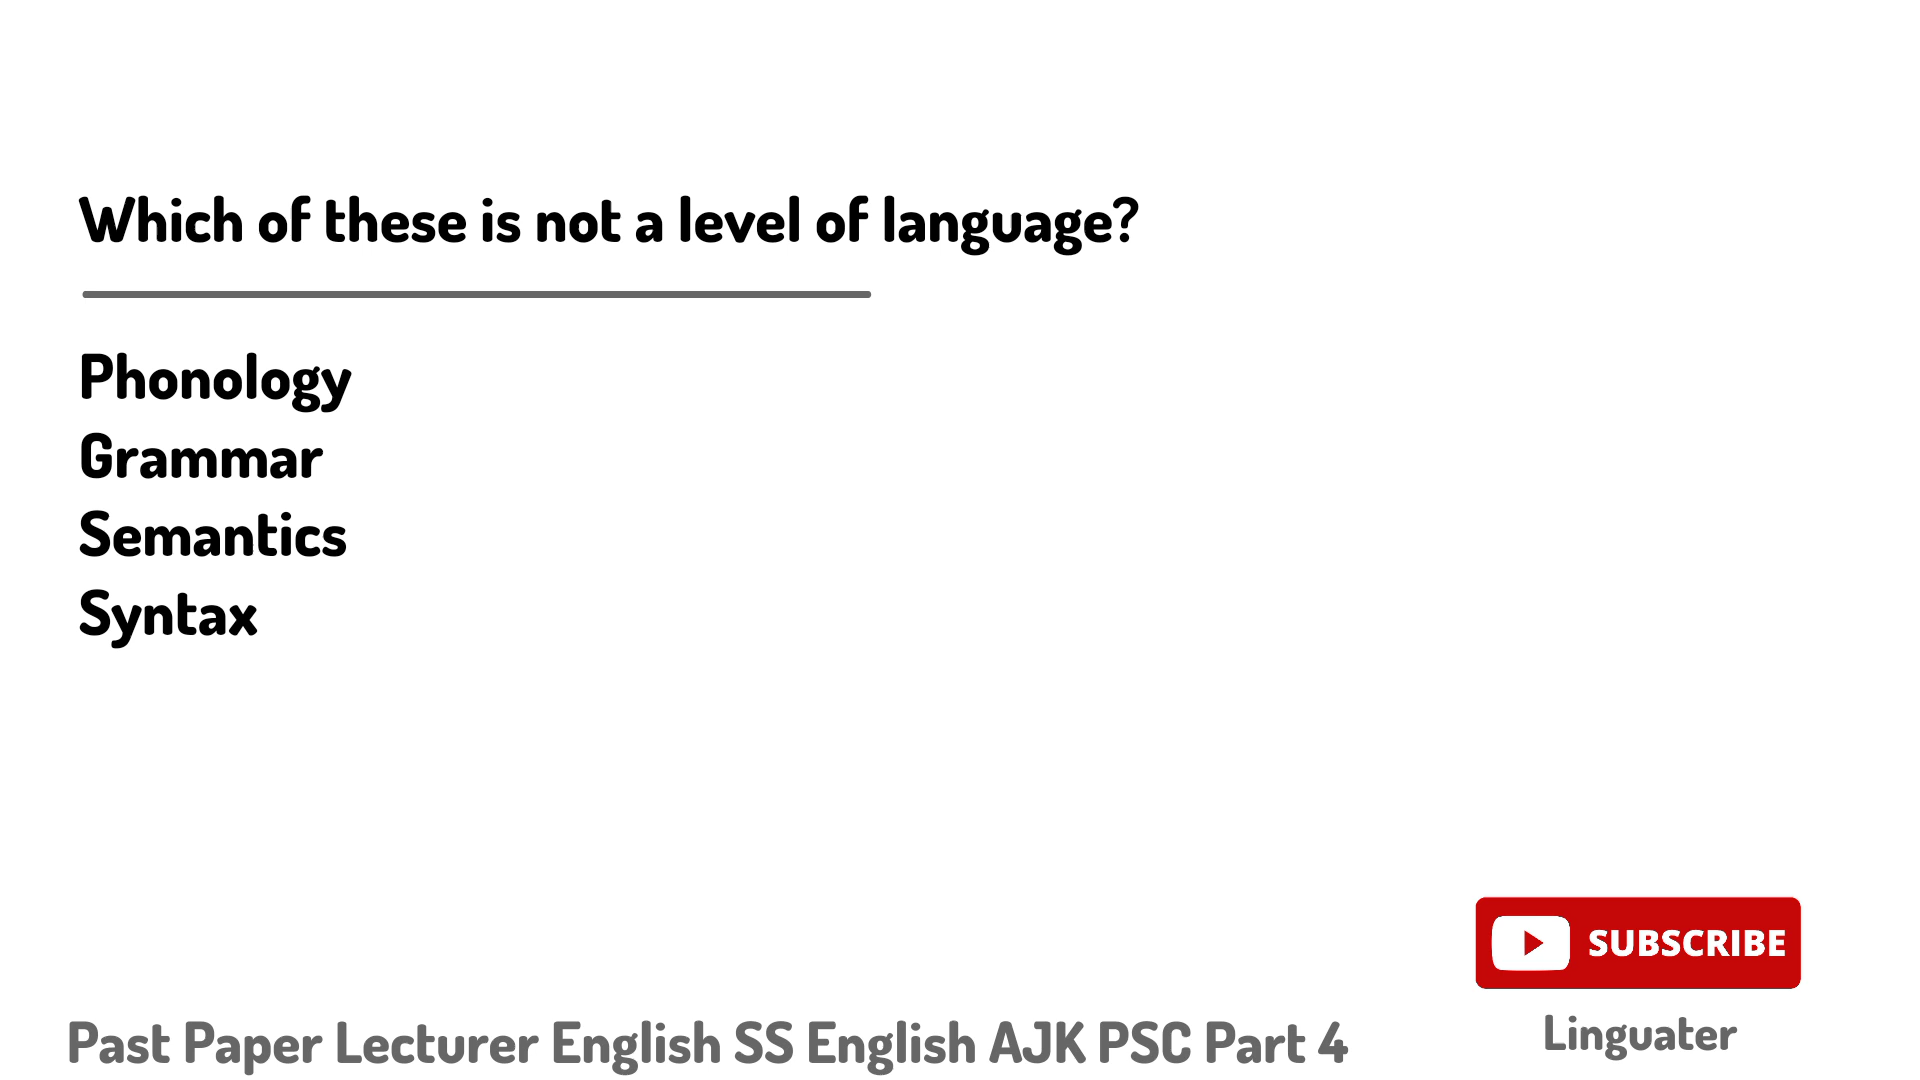 Which of these is not a level of language?
Phonology
Grammar
Semantics
Syntax
SUBSCRIBE
Past Paper Lecturer English SS English AJK PSC Part 4
Linguater